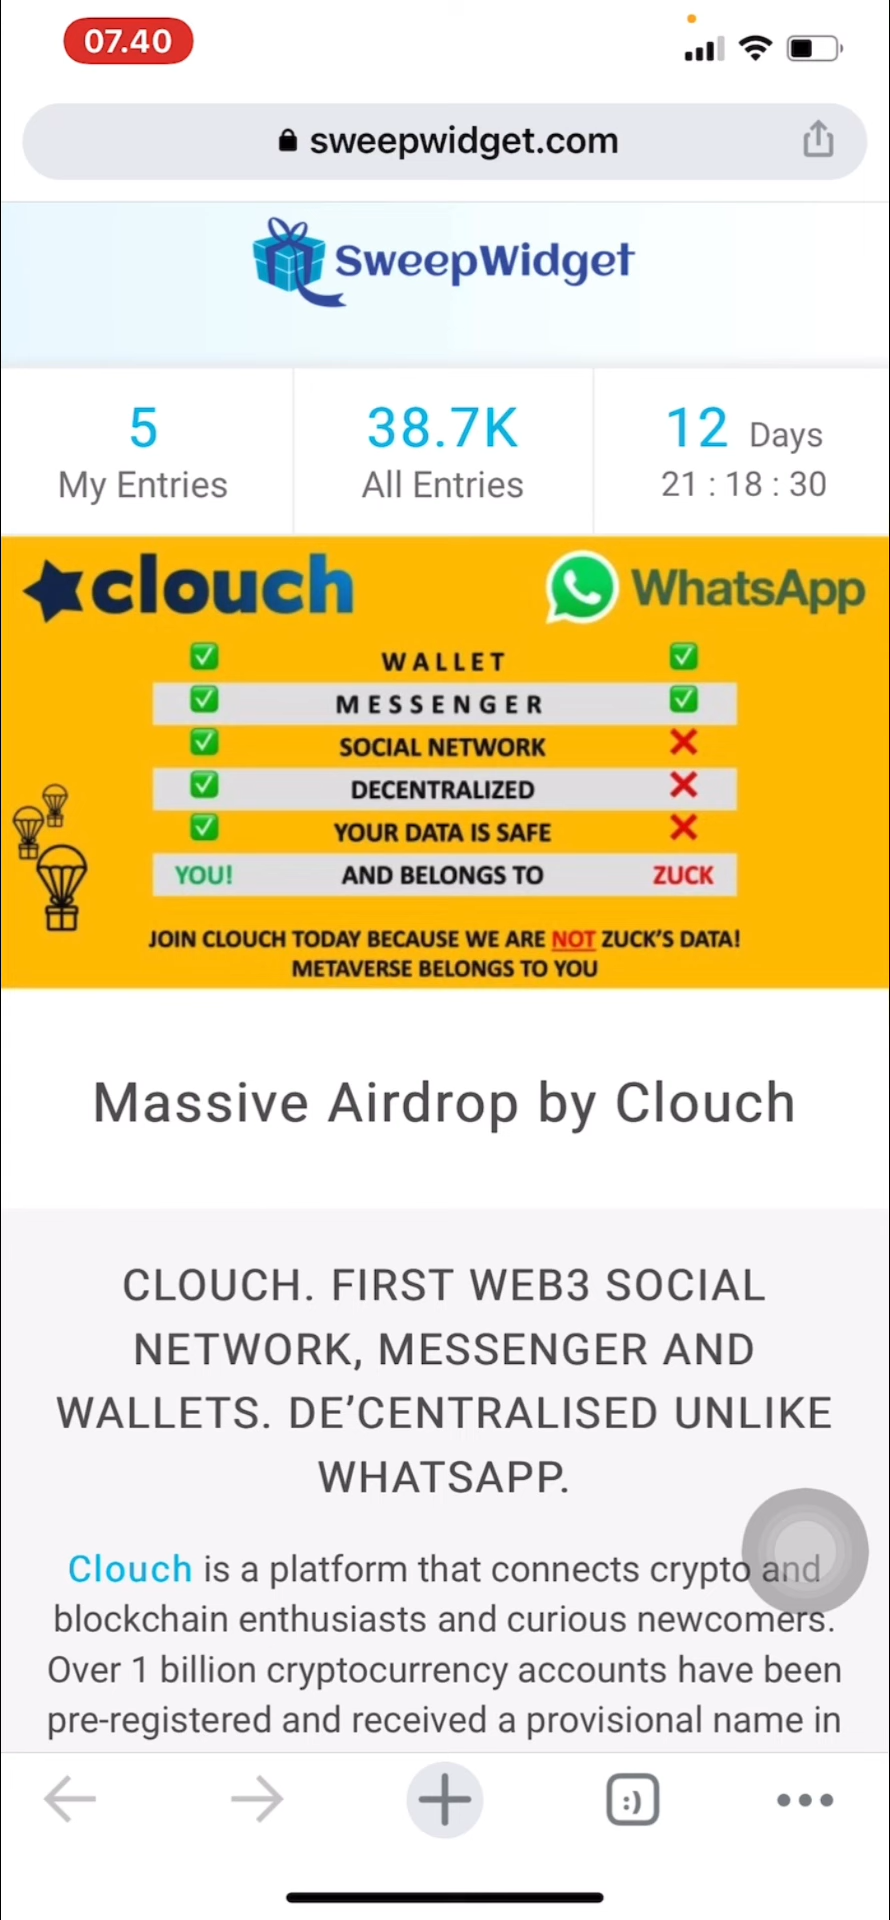 07.40
sweepwidget.com
SweepWidget
5
My Entries
38.7K
All Entries
12 Days
21 : 18 : 30
clouch
WhatsApp
WALLET
MESSENGER
SOCIAL NETWORK
DECENTRALIZED
YOUR DATA IS SAFE
YOU! AND BELONGS TO ZUCK
JOIN CLOUCH TODAY BECAUSE WE ARE NOT ZUCK'S DATA!
METAVERSE BELONGS TO YOU
Massive Airdrop by Clouch
CLOUCH. FIRST WEB3 SOCIAL
NETWORK, MESSENGER AND
WALLETS. DE’CENTRALISED UNLIKE
WHATSAPP.
Clouch is a platform that connects crypto and
blockchain enthusiasts and curious newcomers.
Over 1 billion cryptocurrency accounts have been
pre-registered and received a provisional name in
:)